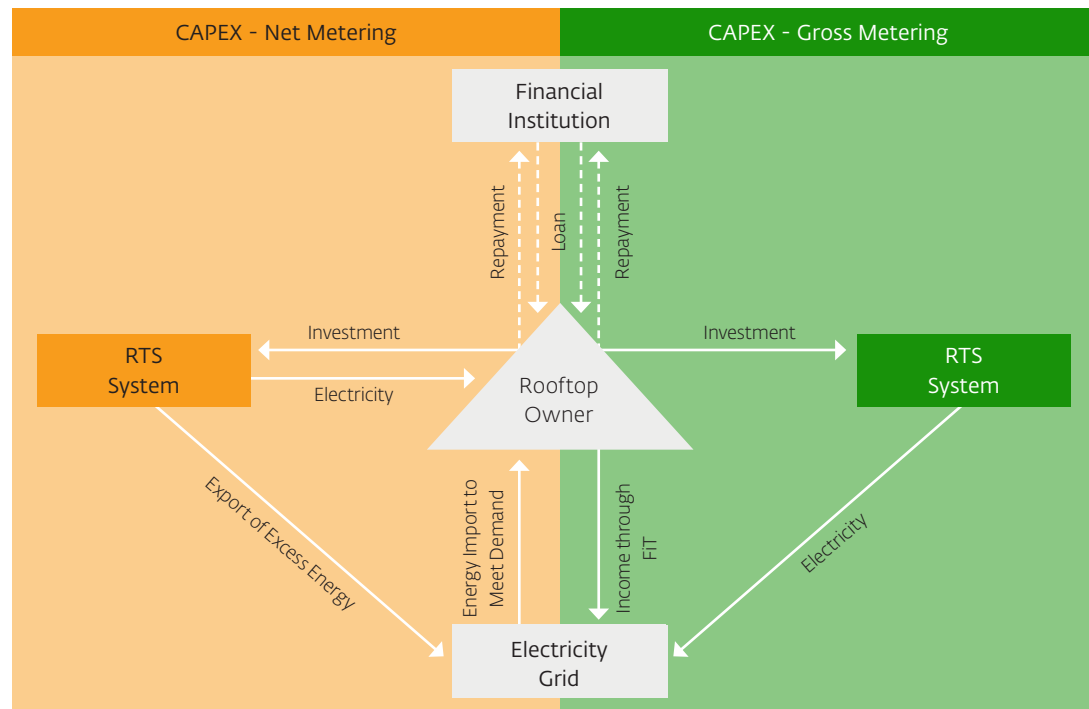 CAPEX - Net Metering
CAPEX - Gross Metering
Financial
Institution
Repayment
Loan
Repayment
Investment
Investment
RTS
System
Electricity
Rooftop
Owner
RTS
System
Export of Excess Energy
Energy Import to
Meet Demand
Income through
FiT
Electricity
Electricity
Grid